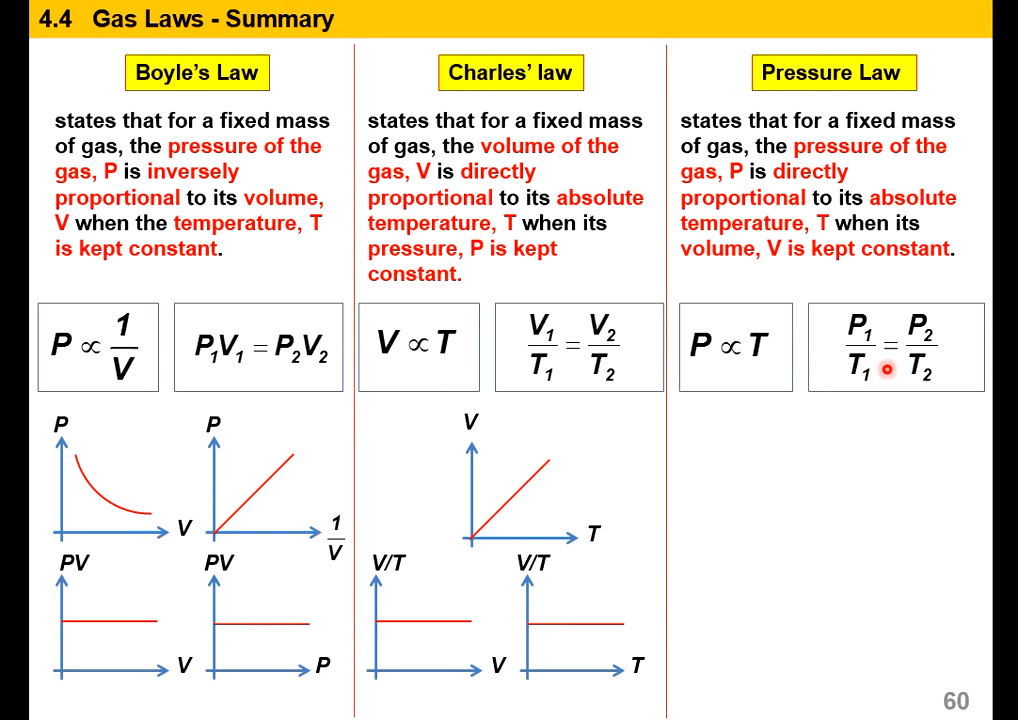 4.4 Gas Laws - Summary
Boyle's Law
states that for a fixed mass
of gas, the pressure of the
gas, P is inversely
proportional to its volume,
V when the temperature, T
is kept constant.
P ∝ 1/V
P₁V₁ = P₂V₂
P
V
P
1/V
PV
V
PV
P
Charles' law
states that for a fixed mass
of gas, the volume of the
gas, V is directly
proportional to its absolute
temperature, T when its
pressure, P is kept
constant.
V ∝ T
V₁/T₁ = V₂/T₂
V
T
V/T
V
V/T
T
Pressure Law
states that for a fixed mass
of gas, the pressure of the
gas, P is directly
proportional to its absolute
temperature, T when its
volume, V is kept constant.
P ∝ T
P₁/T₁ = P₂/T₂
60